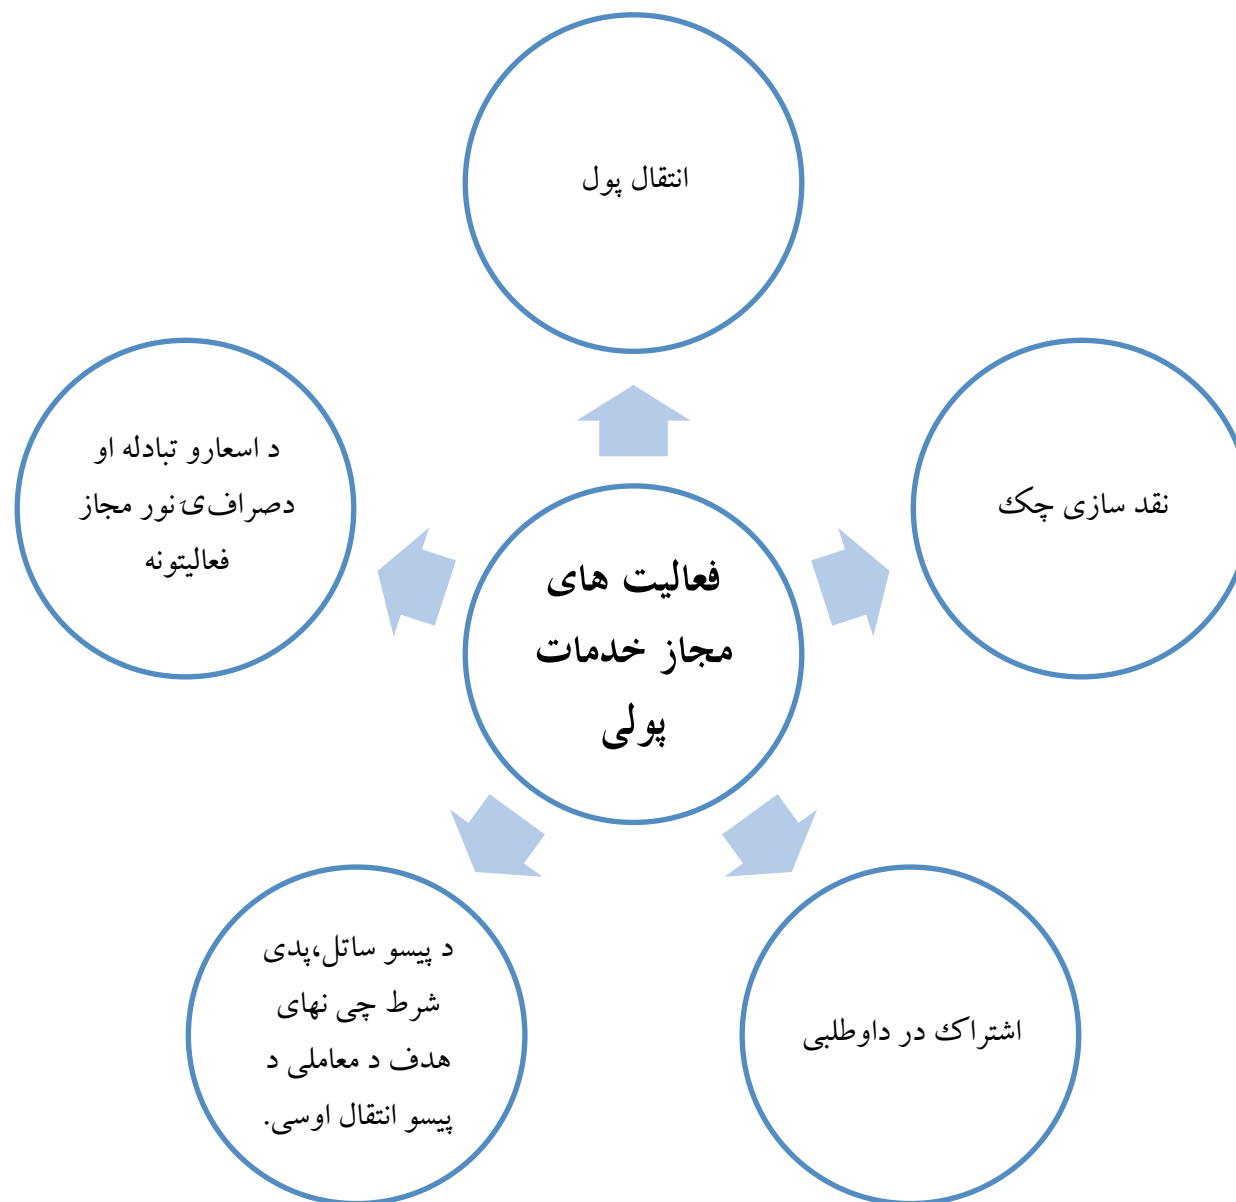 انتقال پول
نقد سازی چک
د اسعارو تبادله او
دصرافی نور مجاز
فعالیتونه
فعالیت های
مجاز خدمات
پولی
اشتراک در داوطلبی
د پیسو ساتل،پدی
شرط چی نهای
هدف د معاملی د
پیسو انتقال اوسی.